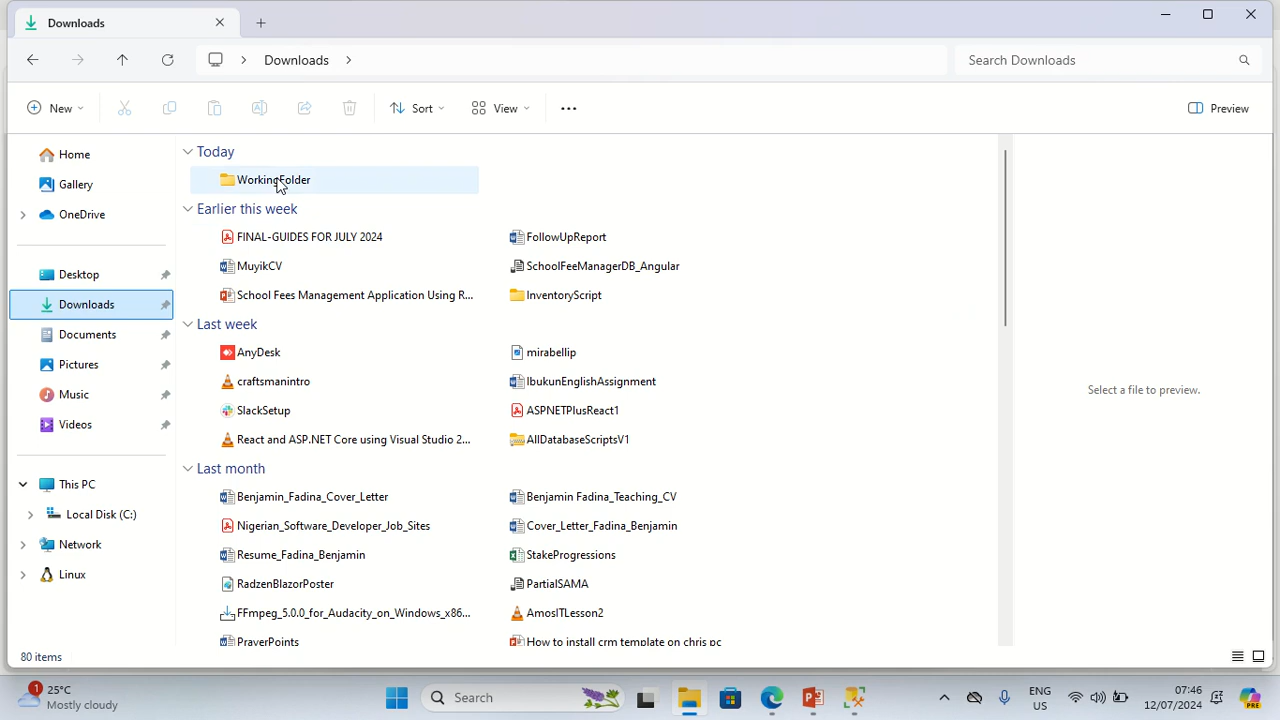 Downloads
Downloads
Search Downloads
New
Sort
View
Preview
Home
Gallery
OneDrive
Desktop
Downloads
Documents
Pictures
Music
Videos
This PC
Local Disk (C:)
Network
Linux
Today
WorkingFolder
Earlier this week
FINAL-GUIDES FOR JULY 2024
FollowUpReport
MuyikCV
SchoolFeeManagerDB_Angular
School Fees Management Application Using R...
InventoryScript
Last week
AnyDesk
mirabellip
craftsmanintro
IbukunEnglishAssignment
SlackSetup
ASPNETPlusReact1
React and ASP.NET Core using Visual Studio 2...
AllDatabaseScriptsV1
Last month
Benjamin_Fadina_Cover_Letter
Benjamin Fadina_Teaching_CV
Nigerian_Software_Developer_Job_Sites
Cover_Letter_Fadina_Benjamin
Resume_Fadina_Benjamin
StakeProgressions
RadzenBlazorPoster
PartialSAMA
FFmpeg_5.0.0_for_Audacity_on_Windows_x86...
AmosITLesson2
PrayerPoints
How to install crm template on chris pc
Select a file to preview.
80 items
1
25°C
Mostly cloudy
Search
ENG
US
07:46
12/07/2024
PRE